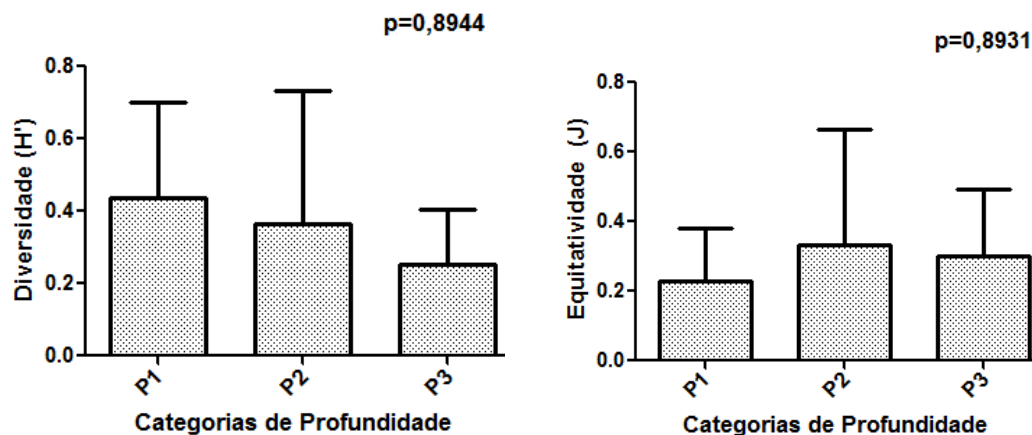 p=0,8944
Diversidade (H')
0.8
0.6
0.4
0.2
0.0
P1
P2
P3
Categorias de Profundidade
p=0,8931
Equitatividade (J)
0.8
0.6
0.4
0.2
0.0
P1
P2
P3
Categorias de Profundidade